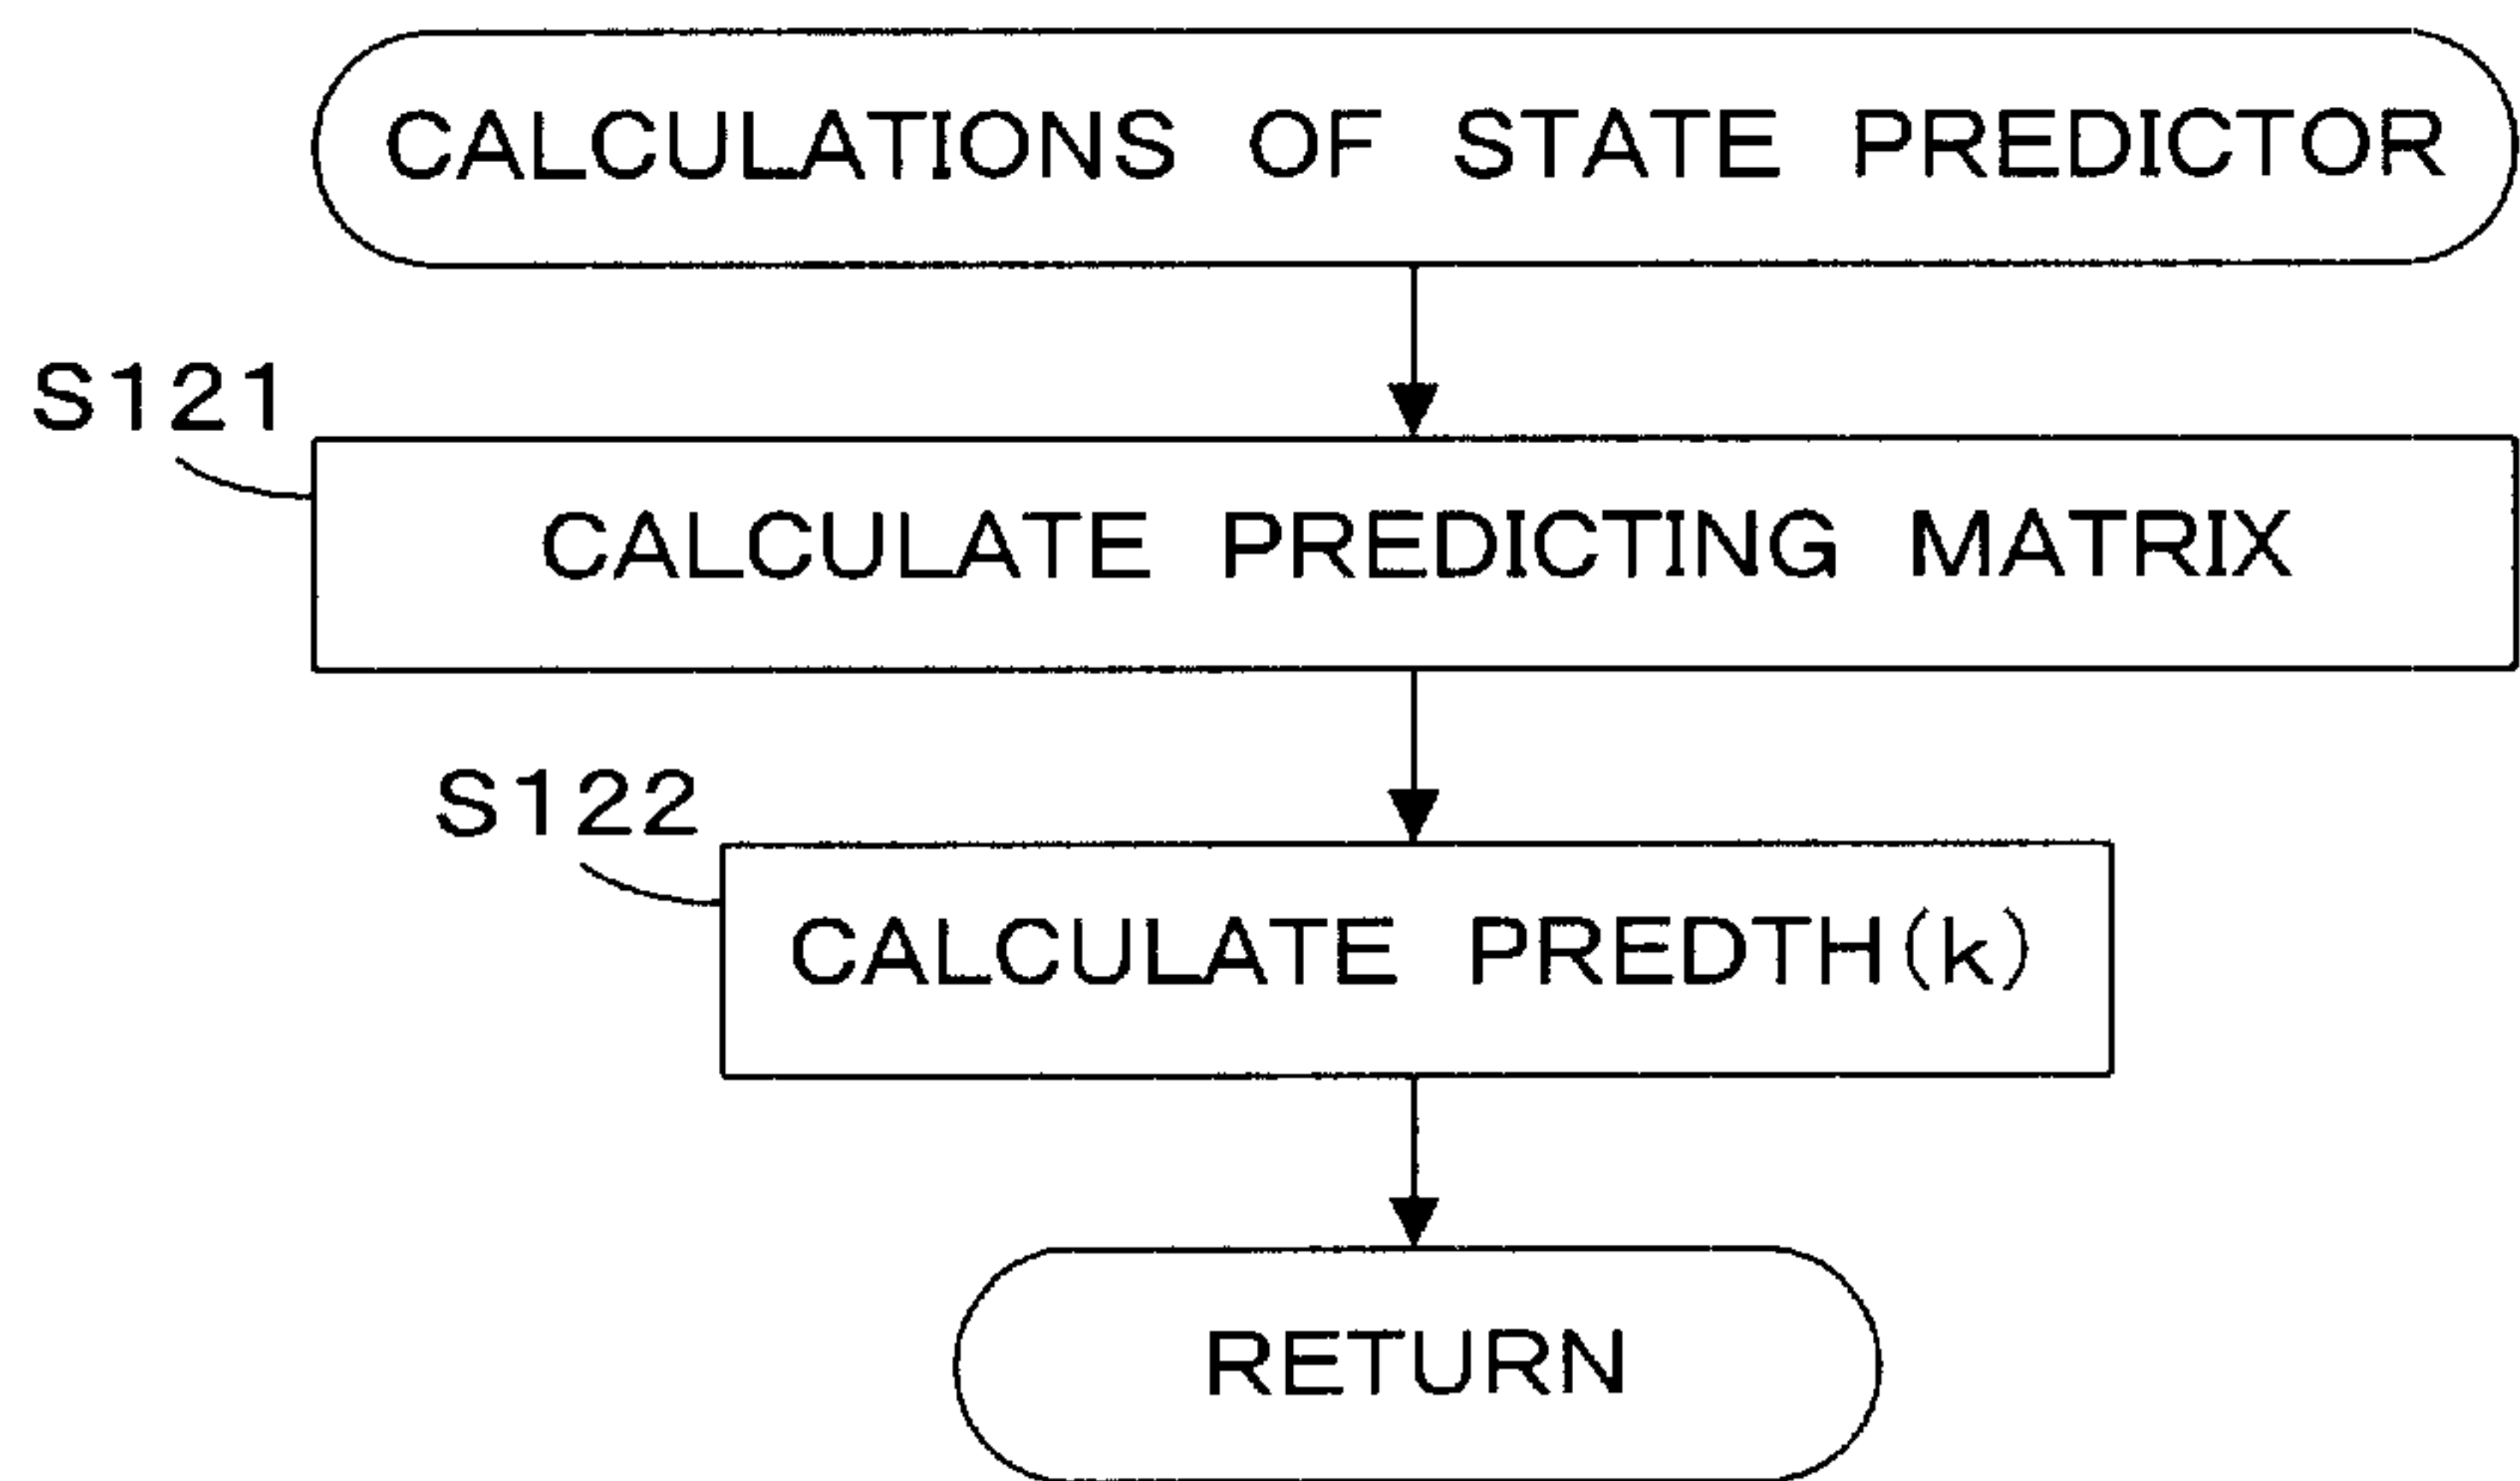 CALCULATIONS OF STATE PREDICTOR
S121
CALCULATE PREDICTING MATRIX
S122
CALCULATE PREDTH(k)
RETURN